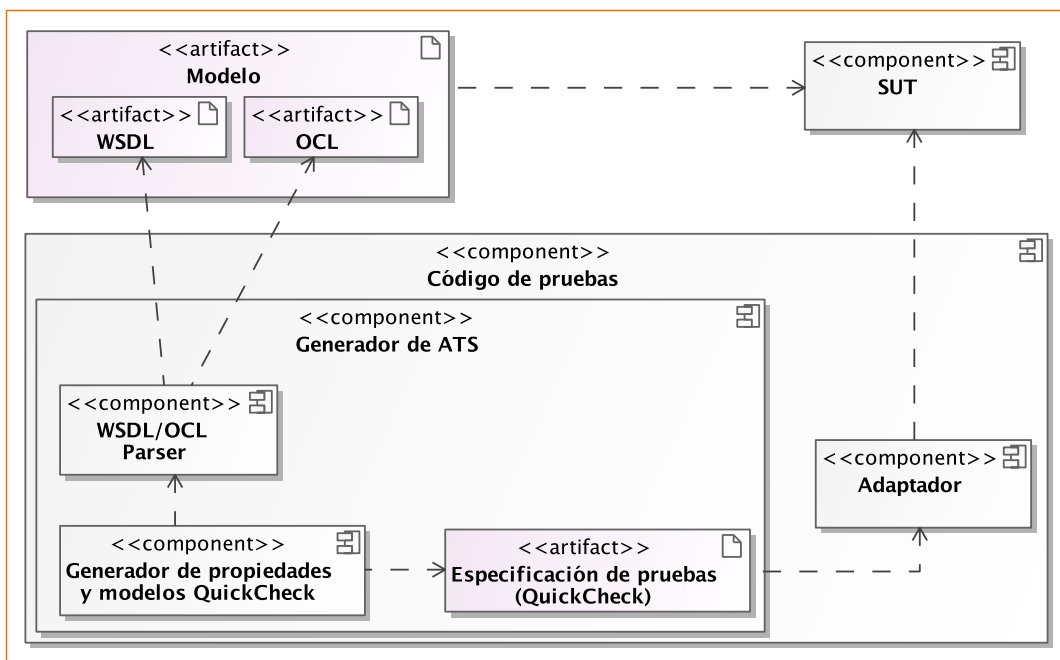 <<artifact>>
Modelo
<<artifact>>
WSDL
<<artifact>>
OCL
<<component>>
SUT
<<component>>
Código de pruebas
<<component>>
Generador de ATS
<<component>>
WSDL/OCL
Parser
<<component>>
Adaptador
<<component>>
Generador de propiedades
y modelos QuickCheck
<<artifact>>
Especificación de pruebas
(QuickCheck)